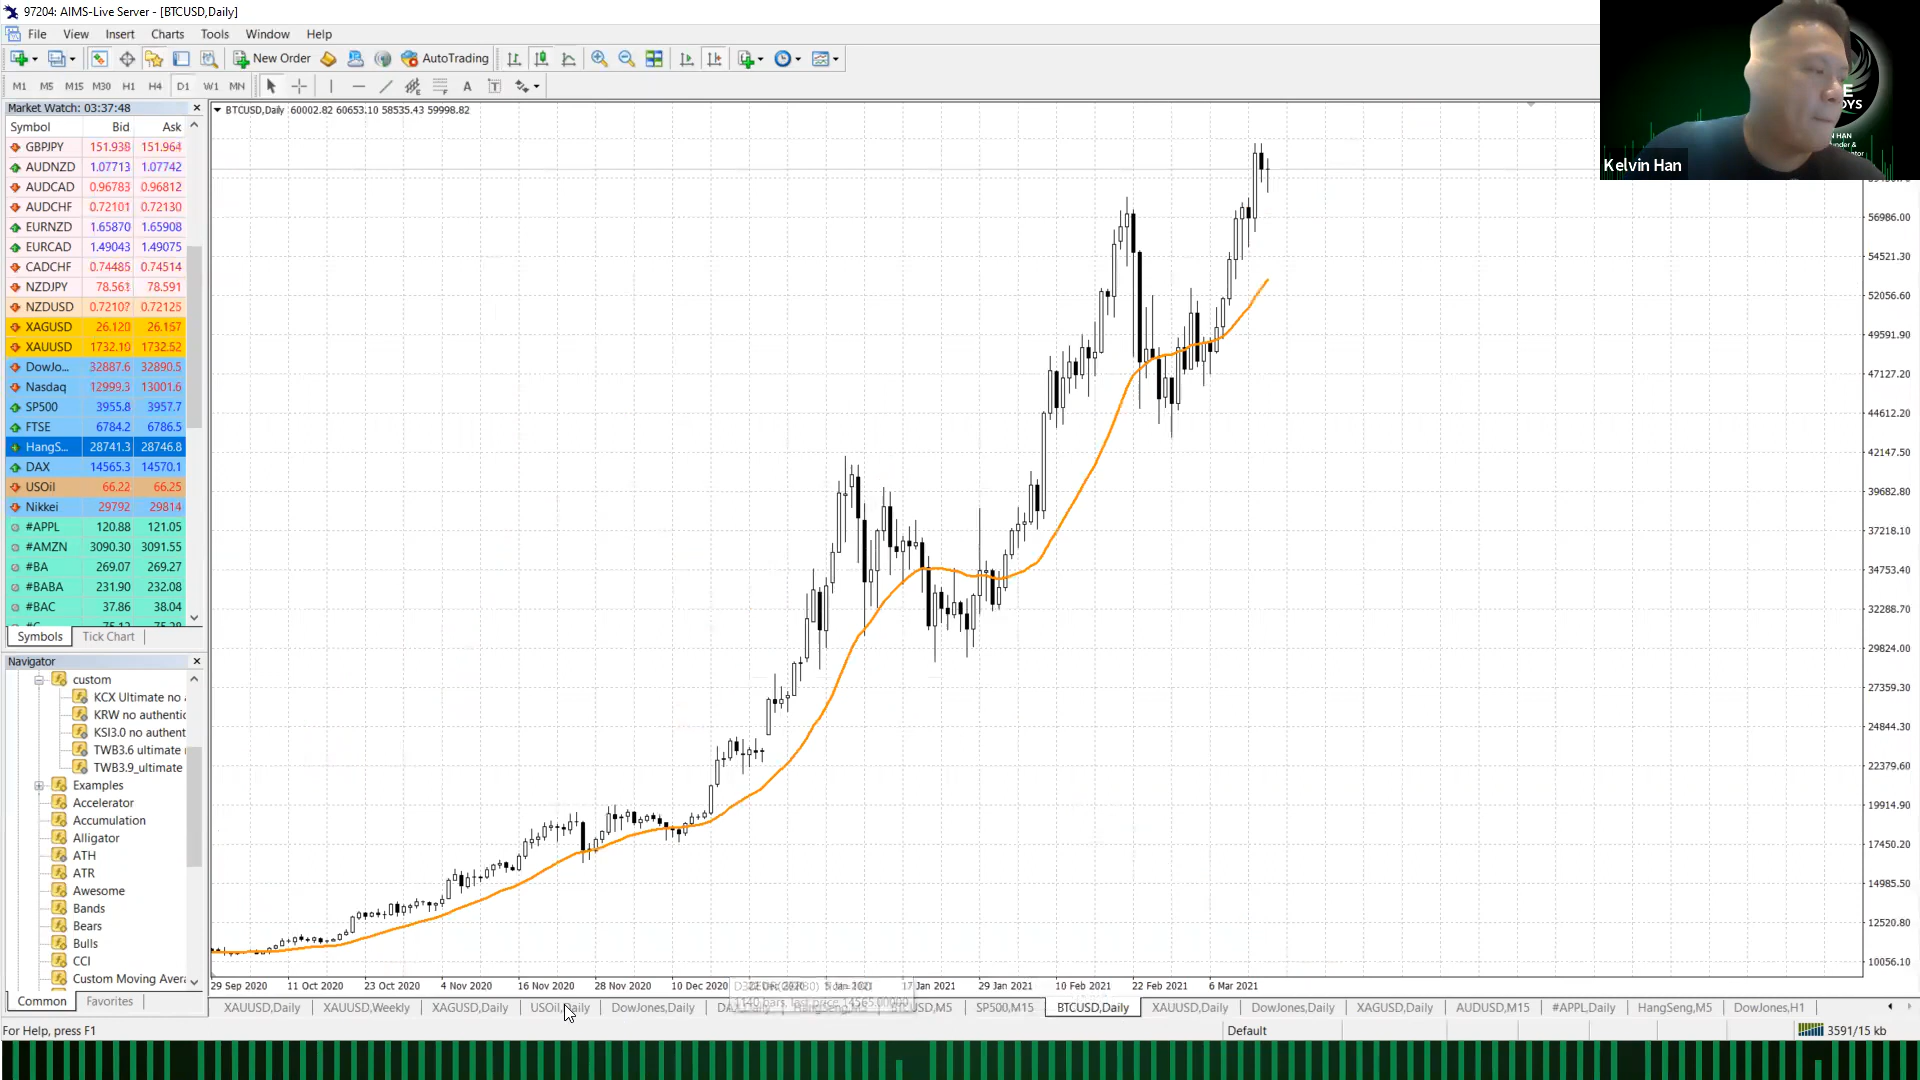 97204: AIMS-Live Server - [BTCUSD,Daily]
File View Insert Charts Tools Window Help
New Order AutoTrading
M1 M5 M15 M30 H1 H4 D1 W1 MN
Market Watch: 03:37:48
Symbol Bid Ask
GBPJPY 151.938 151.964
AUDNZD 1.07713 1.07742
AUDCAD 0.96783 0.96812
AUDCHF 0.72101 0.72130
EURNZD 1.65870 1.65908
EURCAD 1.49043 1.49075
CADCHF 0.74485 0.74514
NZDJPY 78.591
NZDUSD 0.72125
XAGUSD 26.120 26.157
XAUUSD 1732.10 1732.52
DowJo... 32887.6 32890.5
Nasdaq 12999.3 13001.6
SP500 3955.8 3957.7
FTSE 6784.2 6786.5
HangS... 28741.3 28746.8
DAX 14565.3 14570.1
USOil 66.22 66.25
Nikkei 29792 29814
#APPL 120.88 121.05
#AMZN 3090.30 3091.55
#BA 269.07 269.27
#BABA 231.90 232.08
#BAC 37.86 38.04
Symbols Tick Chart
Navigator
custom
KCX Ultimate no
KRW no authentic
KSI3.0 no authent
TWB3.6 ultimate
TWB3.9_ultimate
Examples
Accelerator
Accumulation
Alligator
ATH
ATR
Awesome
Bands
Bears
Bulls
CCI
Custom Moving Avera
Common Favorites
BTCUSD,Daily 60002.82 60653.10 58535.43 59998.82
Kelvin Han
56986.00
54521.30
52056.60
49591.90
47127.20
44612.20
42147.50
39682.80
37218.10
34753.40
32288.70
29824.00
27359.30
24844.30
22379.60
19914.90
17450.20
14985.50
12520.80
10056.10
29 Sep 2020 11 Oct 2020 23 Oct 2020 4 Nov 2020 16 Nov 2020 28 Nov 2020 10 Dec 2020 17 Jan 2021 29 Jan 2021 10 Feb 2021 22 Feb 2021 6 Mar 2021
XAUUSD,Daily XAUUSD,Weekly XAGUSD,Daily USOil,Daily DowJones,Daily DAX,Daily HangSeng,M5 BTCUSD,M5 SP500,M15 BTCUSD,Daily XAUUSD,Daily DowJones,Daily XAGUSD,Daily AUDUSD,M15 #APPL,Daily HangSeng,M5 DowJones,H1
For Help, press F1 Default 3591/15 kb